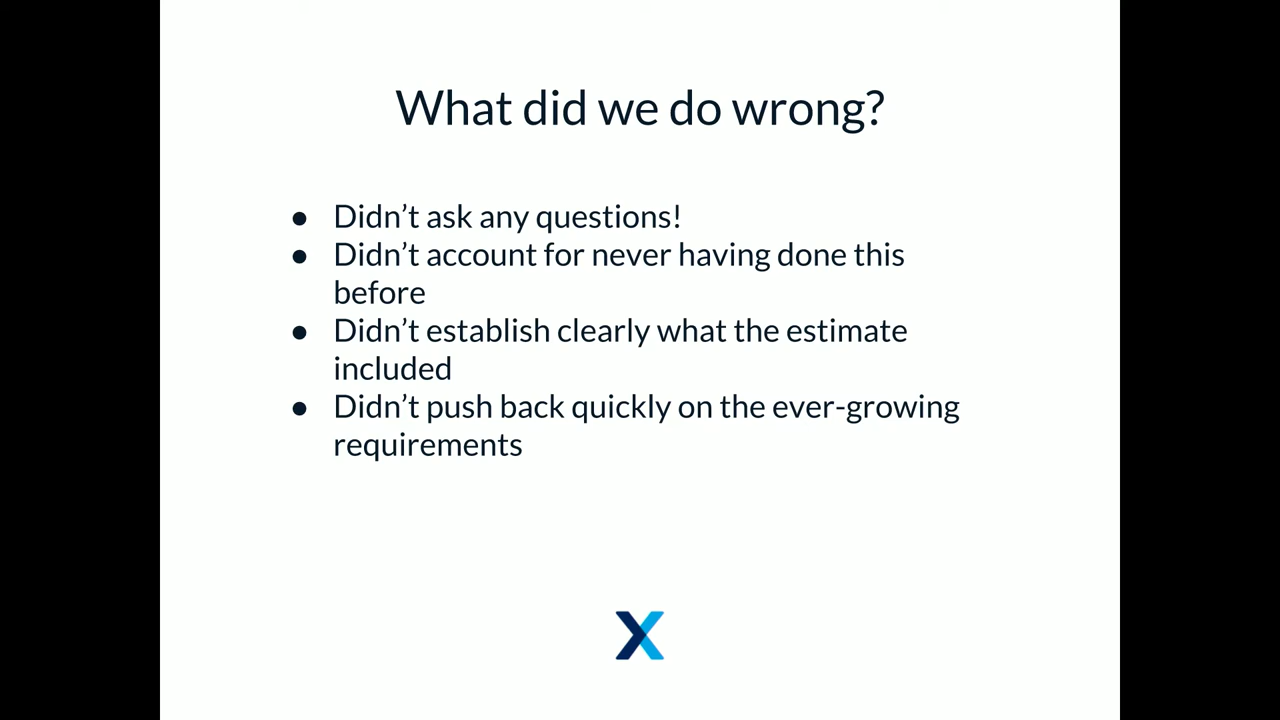 What did we do wrong?
● Didn’t ask any questions!
● Didn’t account for never having done this
before
● Didn’t establish clearly what the estimate
included
● Didn’t push back quickly on the ever-growing
requirements
X